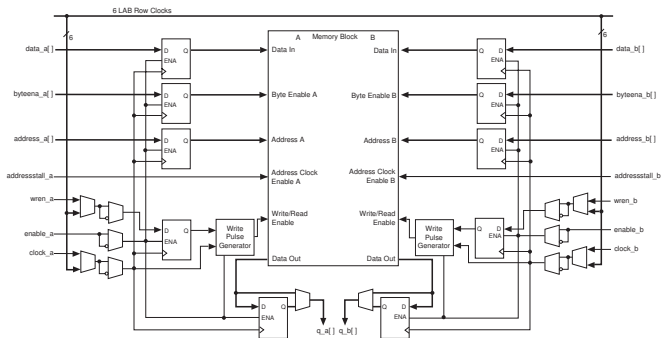 6 LAB Row Clocks
6
6
A Memory Block B
data_a[ ]
D Q
ENA
Data In
Data In
Q D
ENA
data_b[ ]
byteena_a[ ]
D Q
ENA
Byte Enable A
Byte Enable B
Q D
ENA
byteena_b[ ]
address_a[ ]
D Q
ENA
Address A
Address B
Q D
ENA
address_b[ ]
addressstall_a
Address Clock
Enable A
Address Clock
Enable B
addressstall_b
wren_a
enable_a
clock_a
D Q
ENA
Write
Pulse
Generator
Write/Read
Enable
Write/Read
Enable
Write
Pulse
Generator
Q D
ENA
wren_b
enable_b
clock_b
Data Out
Data Out
D Q
ENA
q_a[ ]
q_b[ ]
Q D
ENA